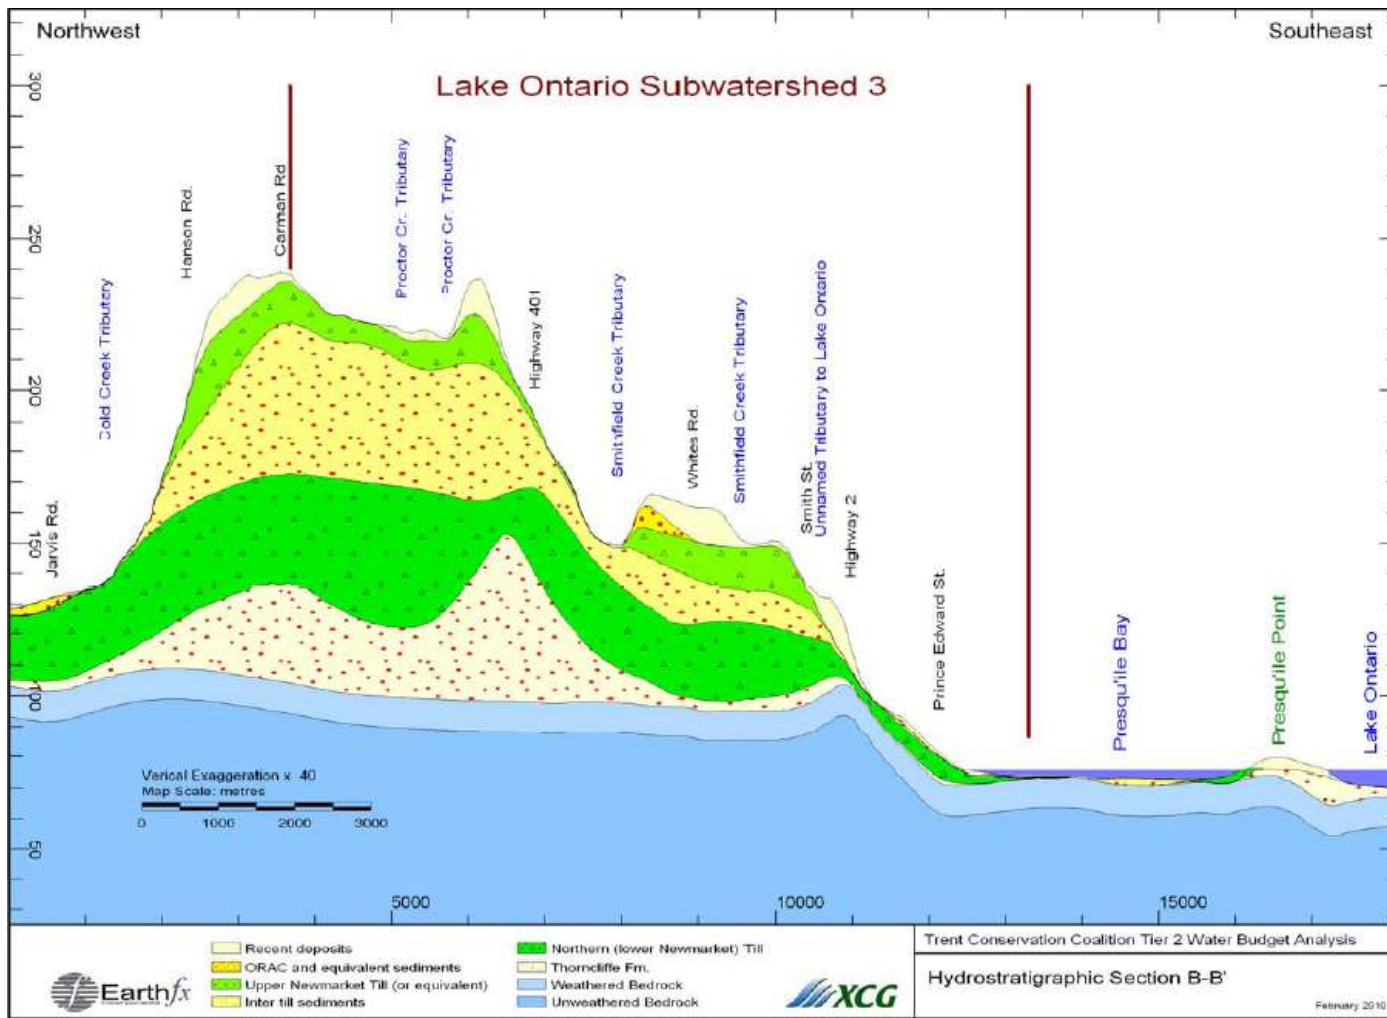 Northwest
Southeast
Lake Ontario Subwatershed 3
300
250
200
150
100
50
Jarvis Rd.
Cold Creek Tributary
Hanson Rd.
Carman Rd
Proctor Cr. Tributary
Proctor Cr. Tributary
Highway 401
Smithfield Creek Tributary
Whites Rd.
Smithfield Creek Tributary
Smith St.
Unnamed Tributary to Lake Ontario
Highway 2
Prince Edward St.
Presqu'ile Bay
Presqu'ile Point
Lake Ontario
Verical Exaggeration x 40
Map Scale: metres
0 1000 2000 3000
5000 10000 15000
Recent deposits
ORAC and equivalent sediments
Upper Newmarket Till (or equivalent)
Inter till sediments
Northern (lower Newmarket) Till
Thorncliffe Fm.
Weathered Bedrock
Unweathered Bedrock
Earthfx
XCG
Trent Conservation Coalition Tier 2 Water Budget Analysis
Hydrostratigraphic Section B-B'
February 2010